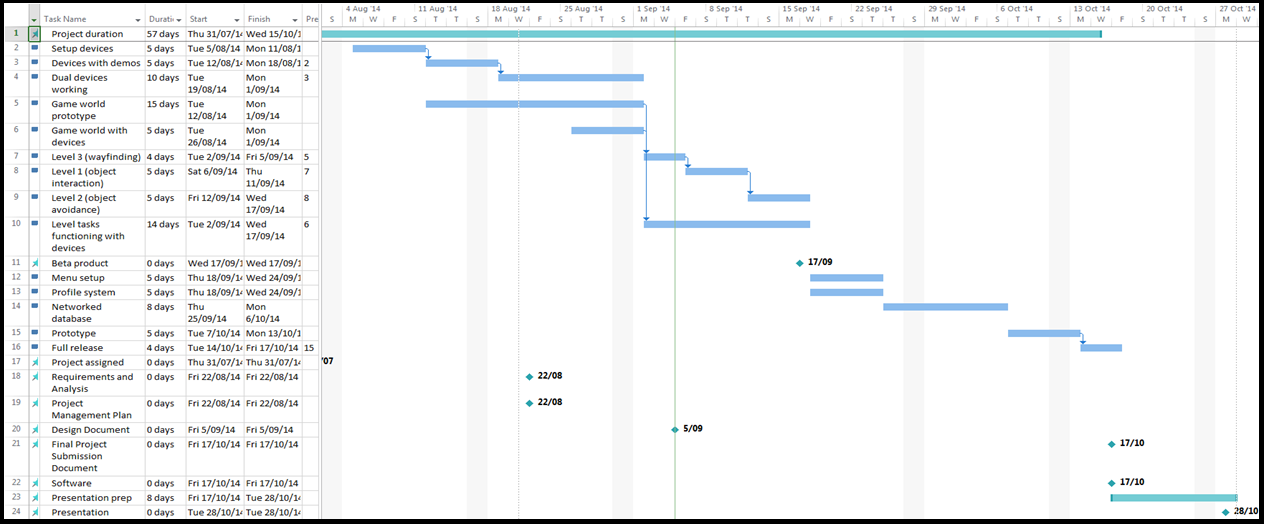 Task Name Durati Start Finish Pre
4 Aug '14 11 Aug '14 18 Aug '14 25 Aug '14 1 Sep '14 8 Sep '14 15 Sep '14 22 Sep '14 29 Sep '14 6 Oct '14 13 Oct '14 20 Oct '14 27 Oct '14
S M W F S T T S M W F S T T S M W F S T T S M W F S T T S M W F S T T S M W F S T T S M W
1 Project duration 57 days Thu 31/07/14 Wed 15/10/1
2 Setup devices 5 days Tue 5/08/14 Mon 11/08/1
3 Devices with demos 5 days Tue 12/08/14 Mon 18/08/1 2
4 Dual devices 10 days Tue Mon 3
working 19/08/14 1/09/14
5 Game world 15 days Tue Mon
prototype 12/08/14 1/09/14
6 Game world with 5 days Tue Mon
devices 26/08/14 1/09/14
7 Level 3 (wayfinding) 4 days Tue 2/09/14 Fri 5/09/14 5
8 Level 1 (object 5 days Sat 6/09/14 Thu 7
interaction) 11/09/14
9 Level 2 (object 5 days Fri 12/09/14 Wed 8
avoidance) 17/09/14
10 Level tasks 14 days Tue 2/09/14 Wed 6
functioning with 17/09/14
devices
11 Beta product 0 days Wed 17/09/1 Wed 17/09/1 17/09
12 Menu setup 5 days Thu 18/09/14 Wed 24/09/1
13 Profile system 5 days Thu 18/09/14 Wed 24/09/1
14 Networked 8 days Thu Mon
database 25/09/14 6/10/14
15 Prototype 5 days Tue 7/10/14 Mon 13/10/1
16 Full release 4 days Tue 14/10/14 Fri 17/10/14 15
17 Project assigned 0 days Thu 31/07/14 Thu 31/07/14 '07
18 Requirements and 0 days Fri 22/08/14 Fri 22/08/14 22/08
Analysis
19 Project 0 days Fri 22/08/14 Fri 22/08/14 22/08
Management Plan
20 Design Document 0 days Fri 5/09/14 Fri 5/09/14 5/09
21 Final Project 0 days Fri 17/10/14 Fri 17/10/14 17/10
Submission
Document
22 Software 0 days Fri 17/10/14 Fri 17/10/14 17/10
23 Presentation prep 8 days Fri 17/10/14 Tue 28/10/14
24 Presentation 0 days Tue 28/10/14 Tue 28/10/14 28/10